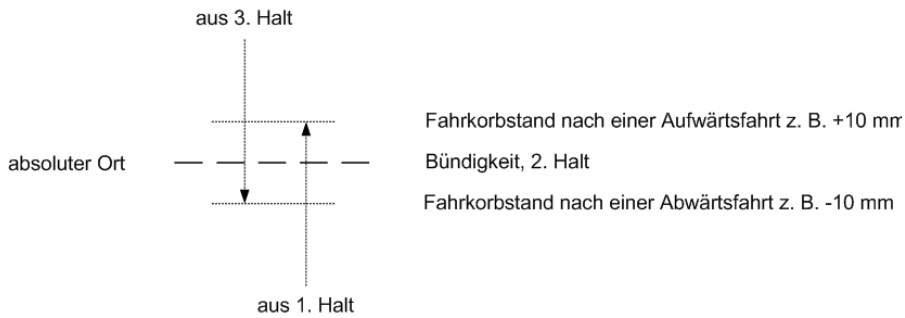 aus 3. Halt
Fahrkorbstand nach einer Aufwärtsfahrt z. B. +10 mm
absoluter Ort
Bündigkeit, 2. Halt
Fahrkorbstand nach einer Abwärtsfahrt z. B. -10 mm
aus 1. Halt